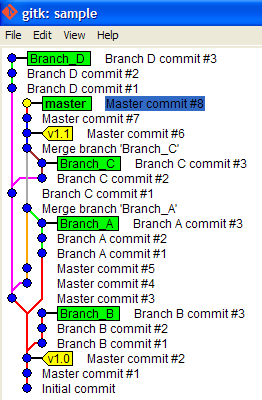 gitk: sample
File Edit View Help
Branch_D Branch D commit #3
Branch D commit #2
Branch D commit #1
master Master commit #8
Master commit #7
v1.1 Master commit #6
Merge branch 'Branch_C'
Branch_C Branch C commit #3
Branch C commit #2
Branch C commit #1
Merge branch 'Branch_A'
Branch_A Branch A commit #3
Branch A commit #2
Branch A commit #1
Master commit #5
Master commit #4
Master commit #3
Branch_B Branch B commit #3
Branch B commit #2
Branch B commit #1
v1.0 Master commit #2
Master commit #1
Initial commit